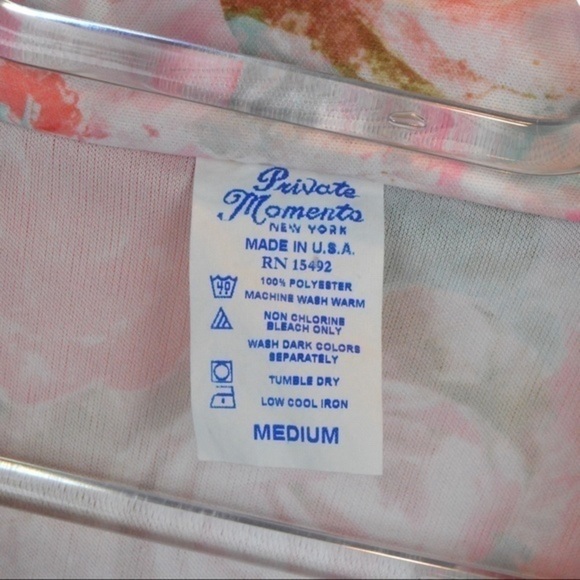 Private
Moments
NEW YORK
MADE IN U.S.A.
RN 15492
100% POLYESTER
40
MACHINE WASH WARM
NON CHLORINE
BLEACH ONLY
WASH DARK COLORS
SEPARATELY
TUMBLE DRY
LOW COOL IRON
MEDIUM